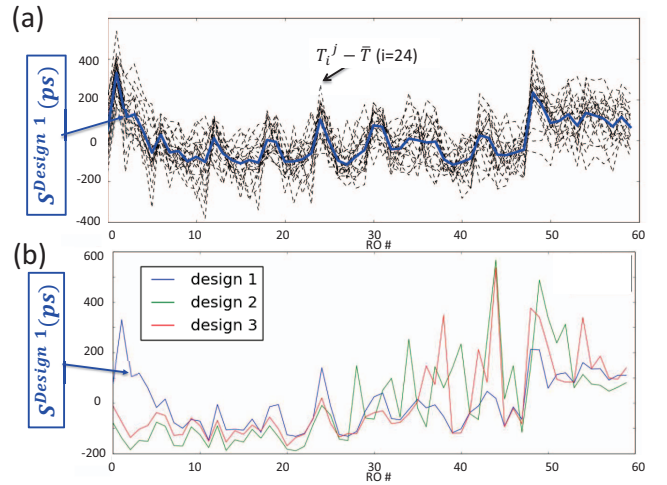 (a)
600
400
200
0
-200
-400
S^Design 1 (ps)
T_i^j − T̄ (i=24)
0 10 20 30 40 50 60
RO #
(b)
600
400
200
0
-200
S^Design 1(ps)
design 1
design 2
design 3
0 10 20 30 40 50 60
RO #